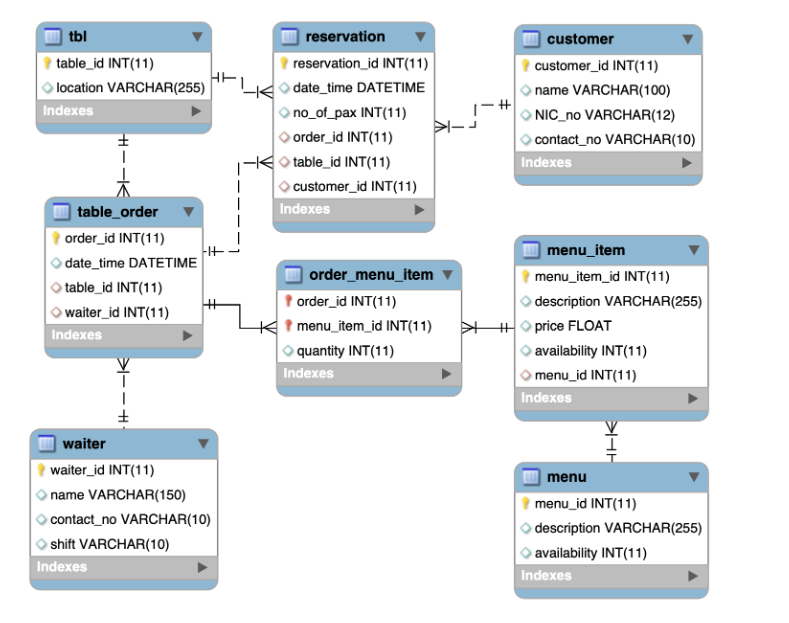 tbl
table_id INT(11)
location VARCHAR(255)
Indexes
reservation
reservation_id INT(11)
date_time DATETIME
no_of_pax INT(11)
order_id INT(11)
table_id INT(11)
customer_id INT(11)
Indexes
customer
customer_id INT(11)
name VARCHAR(100)
NIC_no VARCHAR(12)
contact_no VARCHAR(10)
Indexes
table_order
order_id INT(11)
date_time DATETIME
table_id INT(11)
waiter_id INT(11)
Indexes
order_menu_item
order_id INT(11)
menu_item_id INT(11)
quantity INT(11)
Indexes
menu_item
menu_item_id INT(11)
description VARCHAR(255)
price FLOAT
availability INT(11)
menu_id INT(11)
Indexes
waiter
waiter_id INT(11)
name VARCHAR(150)
contact_no VARCHAR(10)
shift VARCHAR(10)
Indexes
menu
menu_id INT(11)
description VARCHAR(255)
availability INT(11)
Indexes